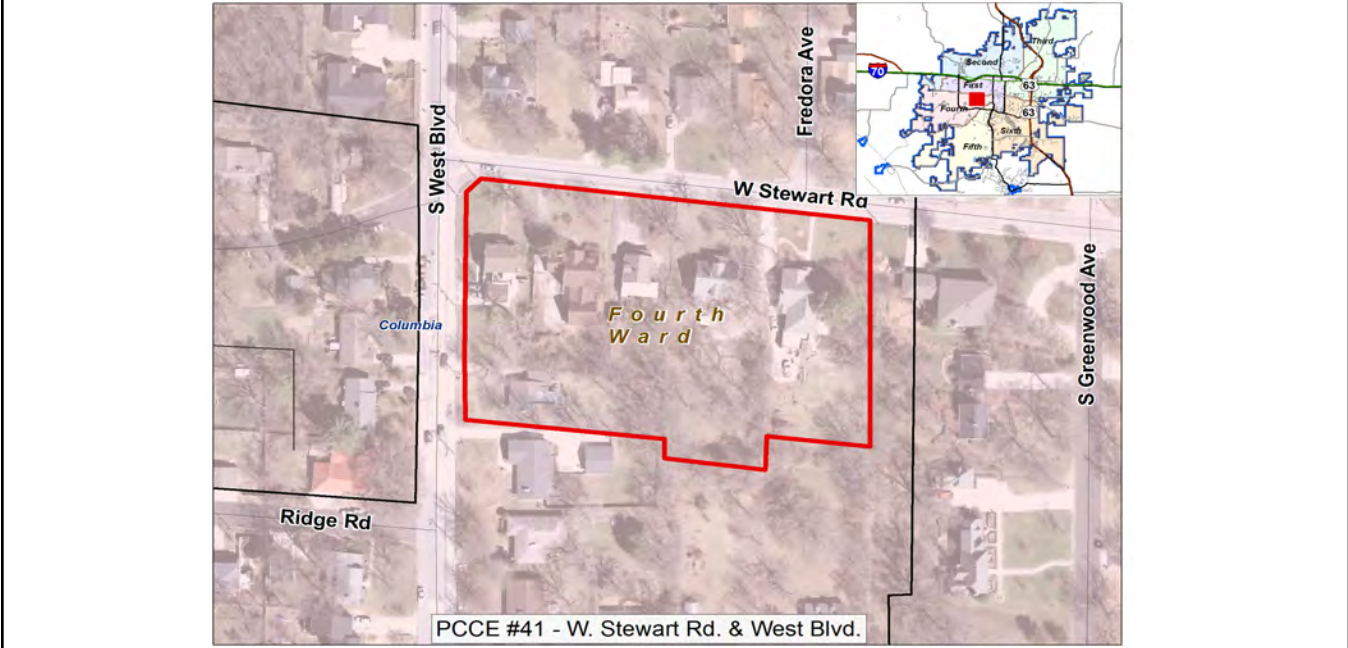 Fredora Ave
Third
Second
70
63
First
Fourth
63
Sixth
Fifth
S West Blvd
W Stewart Rd
Fourth
Ward
Columbia
S Greenwood Ave
Ridge Rd
PCCE #41 - W. Stewart Rd. & West Blvd.